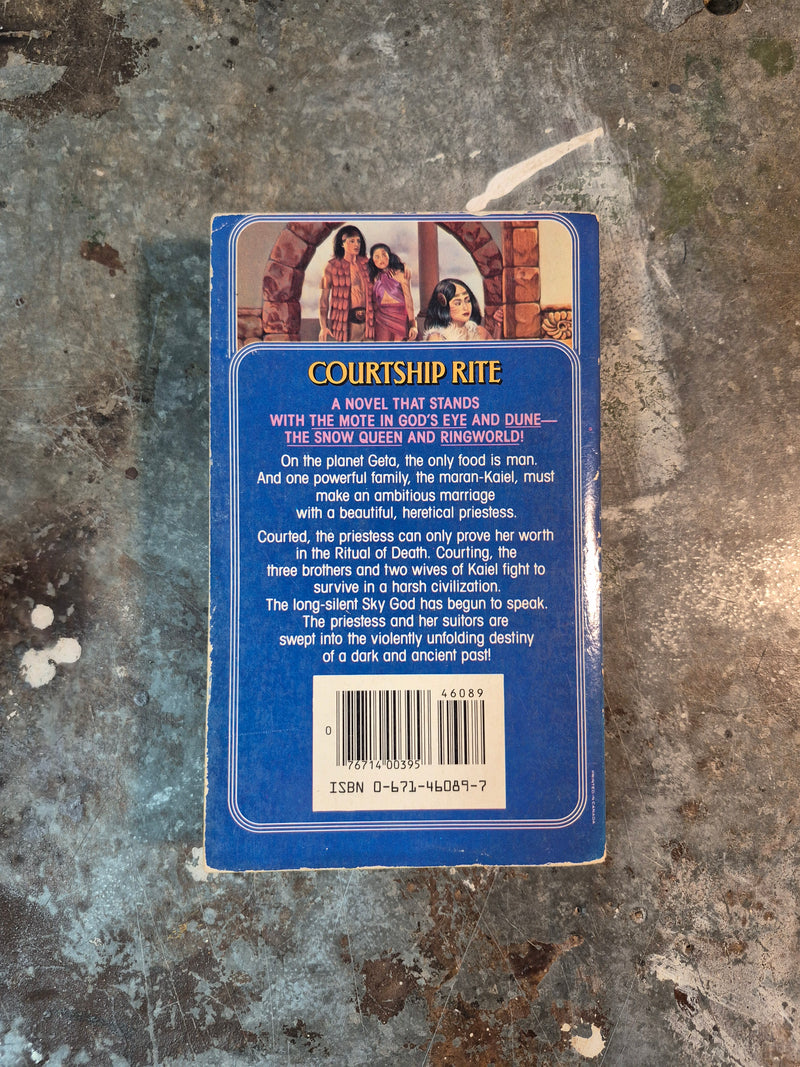 COURTSHIP RITE
A NOVEL THAT STANDS
WITH THE MOTE IN GOD'S EYE AND DUNE—
THE SNOW QUEEN AND RINGWORLD!
On the planet Geta, the only food is man.
And one powerful family, the maran-Kaiel, must
make an ambitious marriage
with a beautiful, heretical priestess.
Courted, the priestess can only prove her worth
in the Ritual of Death. Courting, the
three brothers and two wives of Kaiel fight to
survive in a harsh civilization.
The long-silent Sky God has begun to speak.
The priestess and her suitors are
swept into the violently unfolding destiny
of a dark and ancient past!
46089
0
76714 00395
ISBN 0-671-46089-7
PRINTED IN CANADA